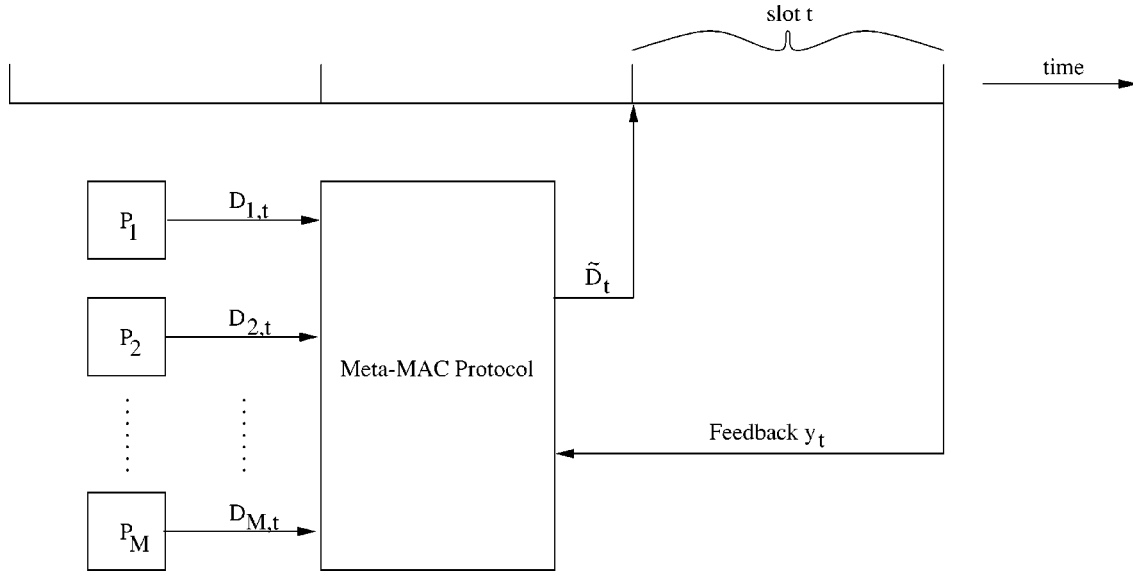 slot t
time
P1
D1,t
P2
D2,t
D̃t
Meta-MAC Protocol
Feedback yt
PM
DM,t